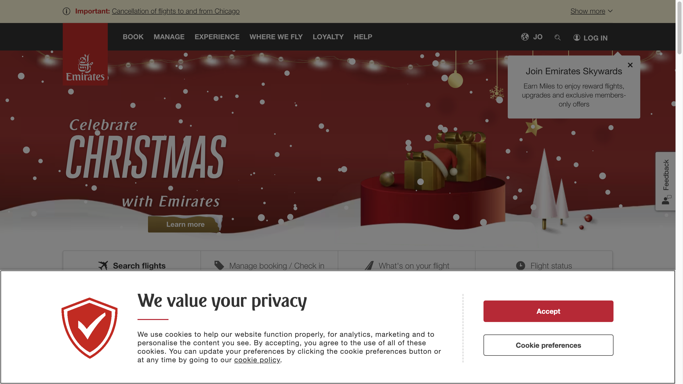 Important: Cancellation of flights to and from Chicago
Show more
BOOK MANAGE EXPERIENCE WHERE WE FLY LOYALTY HELP
JO
LOG IN
Emirates
Join Emirates Skywards
Earn Miles to enjoy reward flights,
upgrades and exclusive members-
only offers
Celebrate
CHRISTMAS
with Emirates
Learn more
Feedback
Search flights
Manage booking / Check in
What's on your flight
Flight status
We value your privacy
We use cookies to help our website function properly, for analytics, marketing and to
personalise the content you see. By accepting, you agree to the use of all of these
cookies. You can update your preferences by clicking the cookie preferences button or
at any time by going to our cookie policy.
Accept
Cookie preferences